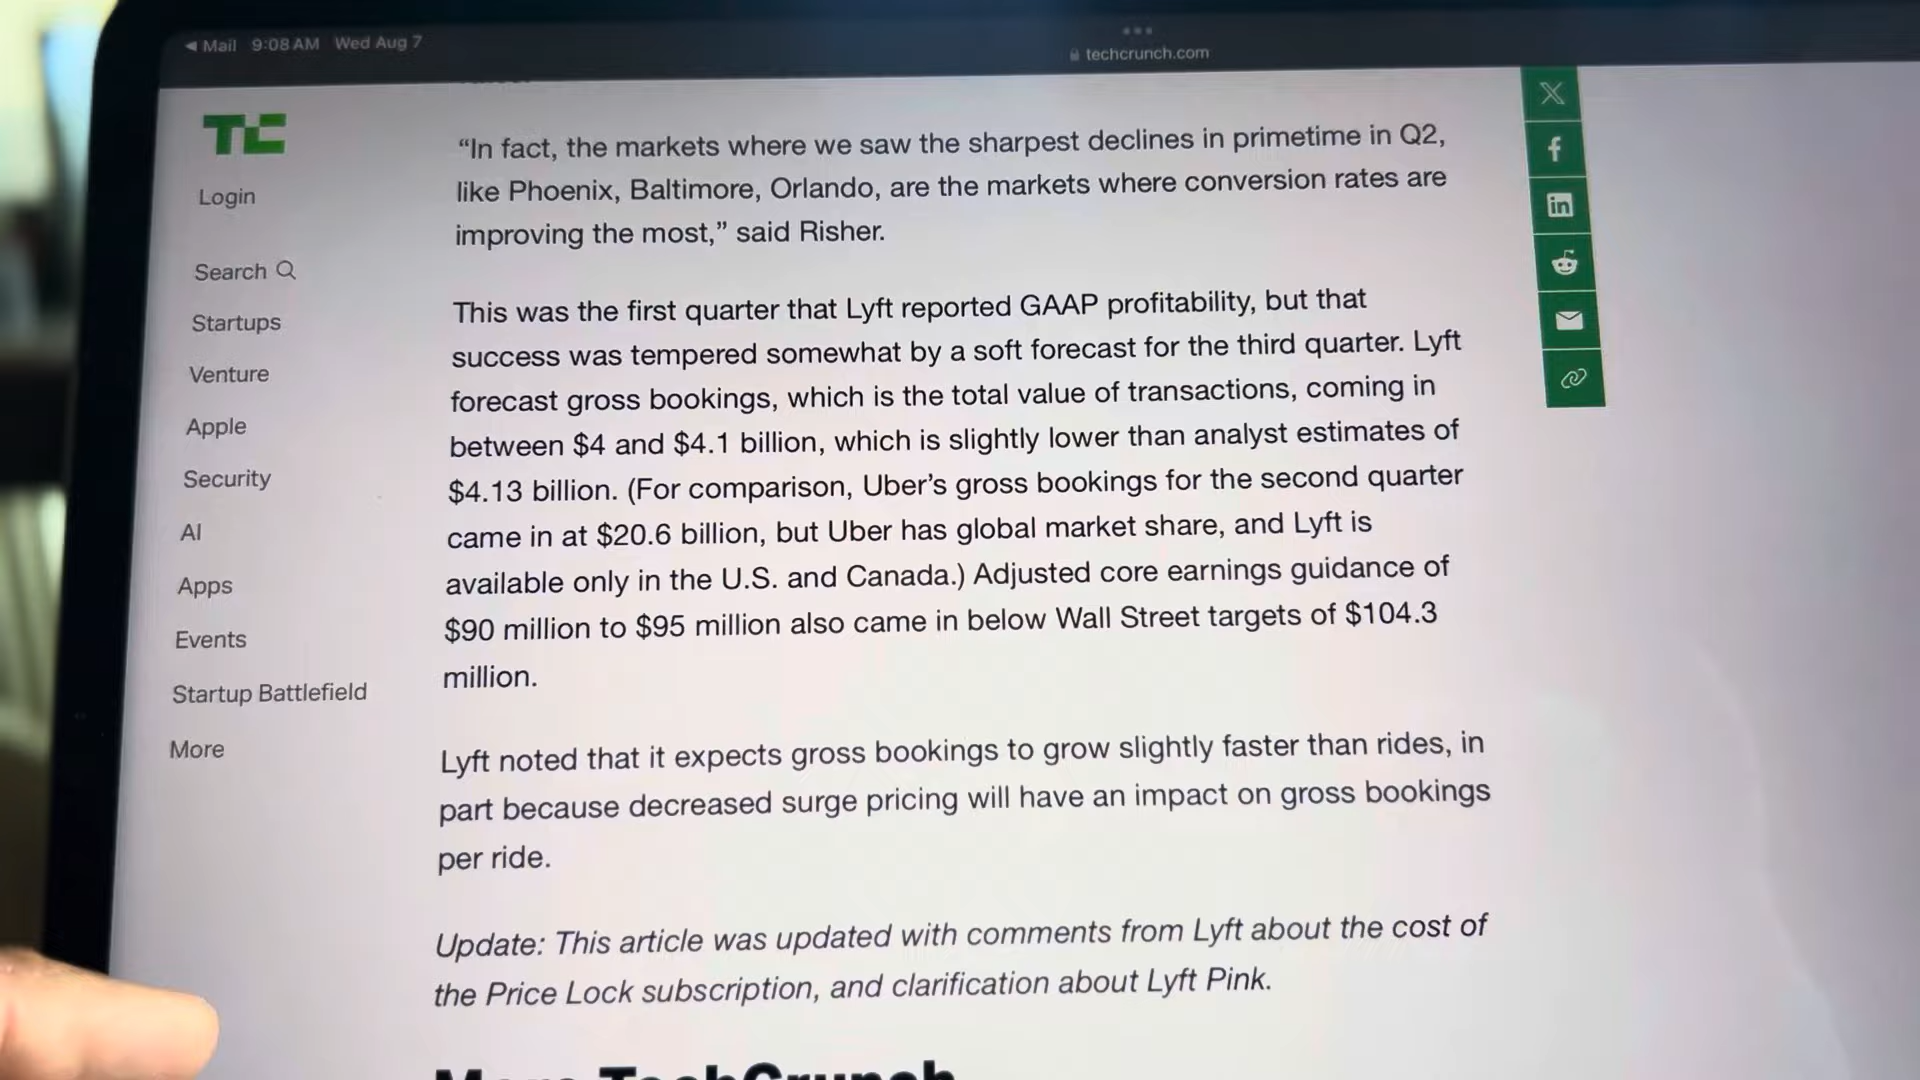 Mail 9:08 AM Wed Aug 7
techcrunch.com
TC
Login
Search
Startups
Venture
Apple
Security
AI
Apps
Events
Startup Battlefield
More
“In fact, the markets where we saw the sharpest declines in primetime in Q2,
like Phoenix, Baltimore, Orlando, are the markets where conversion rates are
improving the most,” said Risher.
This was the first quarter that Lyft reported GAAP profitability, but that
success was tempered somewhat by a soft forecast for the third quarter. Lyft
forecast gross bookings, which is the total value of transactions, coming in
between $4 and $4.1 billion, which is slightly lower than analyst estimates of
$4.13 billion. (For comparison, Uber’s gross bookings for the second quarter
came in at $20.6 billion, but Uber has global market share, and Lyft is
available only in the U.S. and Canada.) Adjusted core earnings guidance of
$90 million to $95 million also came in below Wall Street targets of $104.3
million.
Lyft noted that it expects gross bookings to grow slightly faster than rides, in
part because decreased surge pricing will have an impact on gross bookings
per ride.
Update: This article was updated with comments from Lyft about the cost of
the Price Lock subscription, and clarification about Lyft Pink.
More TechCrunch
X
f
in